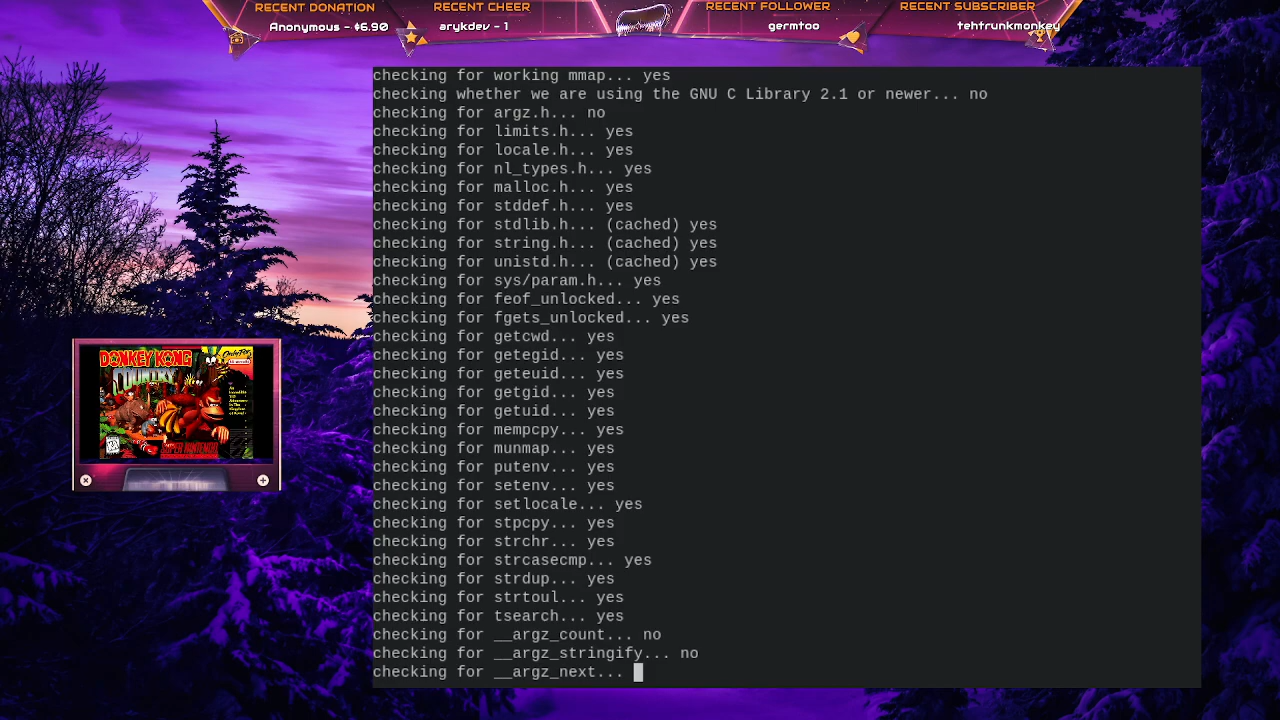 RECENT DONATION
Anonymous - $6.90
RECENT CHEER
arykdev - 1
RECENT FOLLOWER
germtoo
RECENT SUBSCRIBER
tehtrunkmonkey
checking for working mmap... yes
checking whether we are using the GNU C Library 2.1 or newer... no
checking for argz.h... no
checking for limits.h... yes
checking for locale.h... yes
checking for nl_types.h... yes
checking for malloc.h... yes
checking for stddef.h... yes
checking for stdlib.h... (cached) yes
checking for string.h... (cached) yes
checking for unistd.h... (cached) yes
checking for sys/param.h... yes
checking for feof_unlocked... yes
checking for fgets_unlocked... yes
checking for getcwd... yes
checking for getegid... yes
checking for geteuid... yes
checking for getgid... yes
checking for getuid... yes
checking for mempcpy... yes
checking for munmap... yes
checking for putenv... yes
checking for setenv... yes
checking for setlocale... yes
checking for stpcpy... yes
checking for strchr... yes
checking for strcasecmp... yes
checking for strdup... yes
checking for strtoul... yes
checking for tsearch... yes
checking for __argz_count... no
checking for __argz_stringify... no
checking for __argz_next...
DONKEY KONG
COUNTRY
SUPER NINTENDO